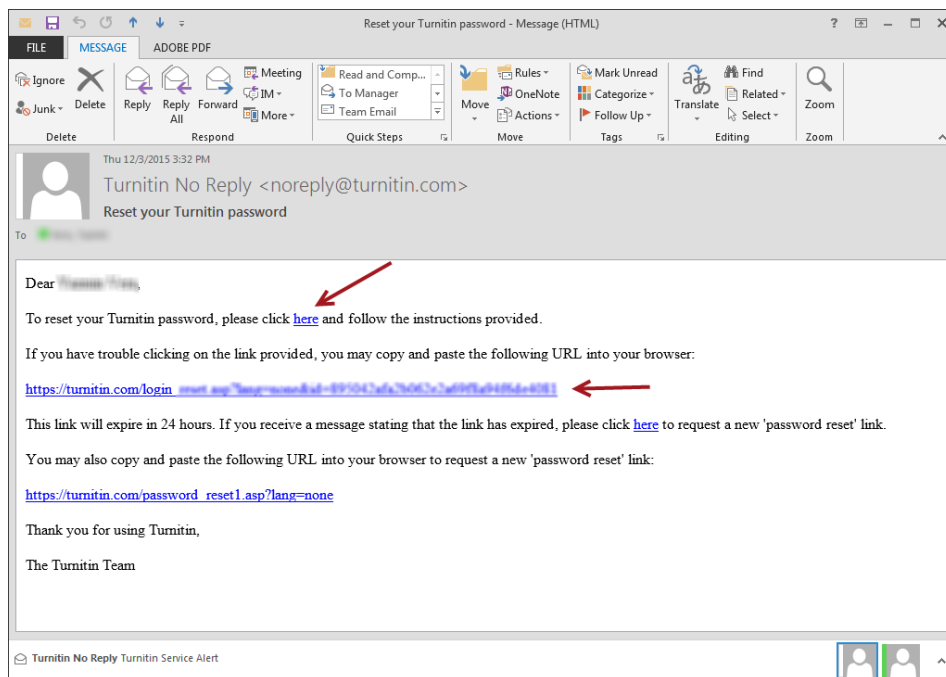 Reset your Turnitin password - Message (HTML)
?
FILE MESSAGE ADOBE PDF
Ignore
Junk
Delete
Delete
Reply
Reply All
Forward
Meeting
IM
More
Respond
Read and Comp...
To Manager
Team Email
Quick Steps
Move
Rules
OneNote
Actions
Move
Mark Unread
Categorize
Follow Up
Tags
Translate
Find
Related
Select
Editing
Zoom
Zoom
Thu 12/3/2015 3:32 PM
Turnitin No Reply <noreply@turnitin.com>
Reset your Turnitin password
To
Dear
To reset your Turnitin password, please click here and follow the instructions provided.
If you have trouble clicking on the link provided, you may copy and paste the following URL into your browser:
https://turnitin.com/login
This link will expire in 24 hours. If you receive a message stating that the link has expired, please click here to request a new 'password reset' link.
You may also copy and paste the following URL into your browser to request a new 'password reset' link:
https://turnitin.com/password_reset1.asp?lang=none
Thank you for using Turnitin,
The Turnitin Team
Turnitin No Reply Turnitin Service Alert